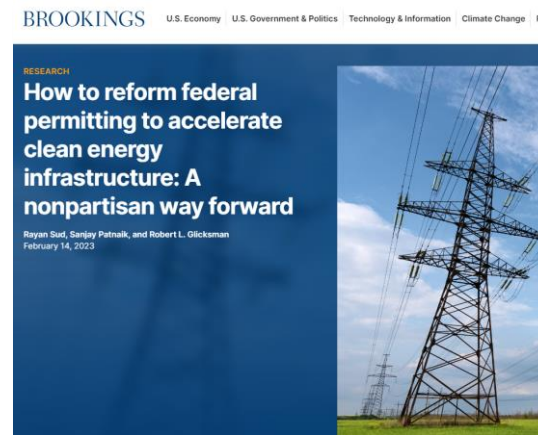 BROOKINGS
U.S. Economy U.S. Government & Politics Technology & Information Climate Change
RESEARCH
How to reform federal
permitting to accelerate
clean energy
infrastructure: A
nonpartisan way forward
Rayan Sud, Sanjay Patnaik, and Robert L. Glicksman
February 14, 2023